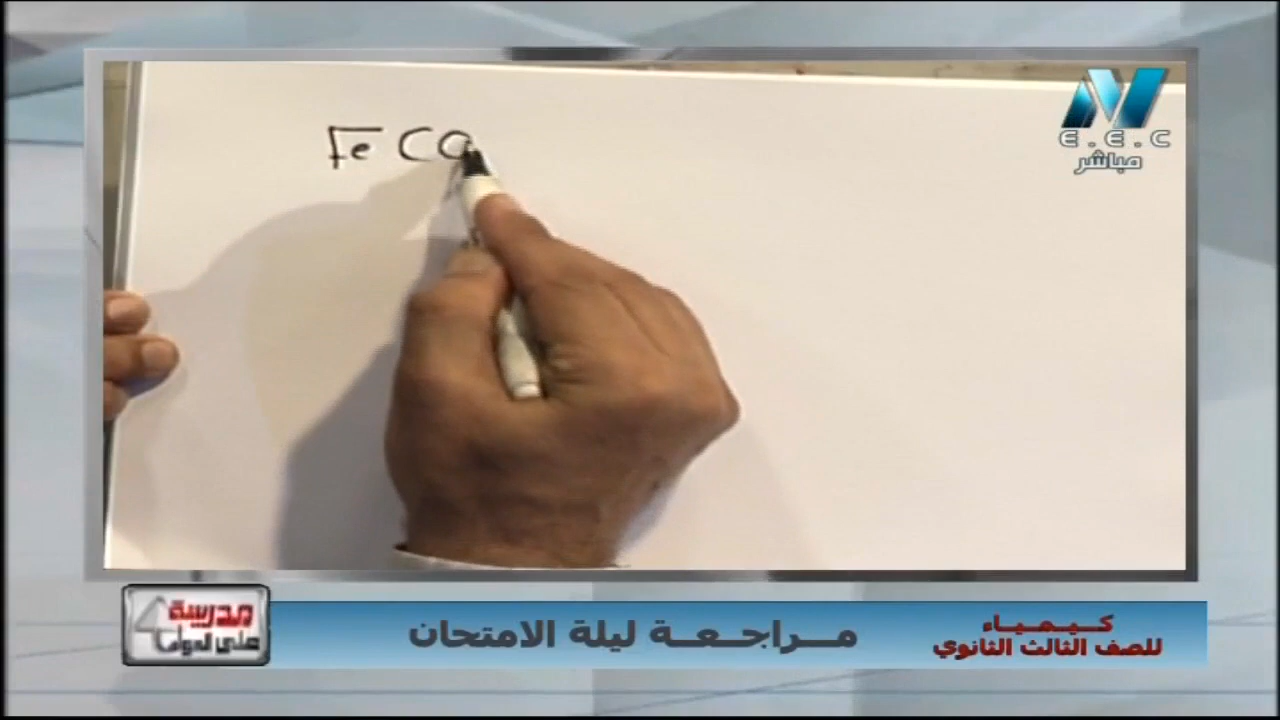 Fe CO
E.E.C
مباشر
مدرسة
على الهواء
مراجعة ليلة الامتحان
كيمياء
للصف الثالث الثانوي